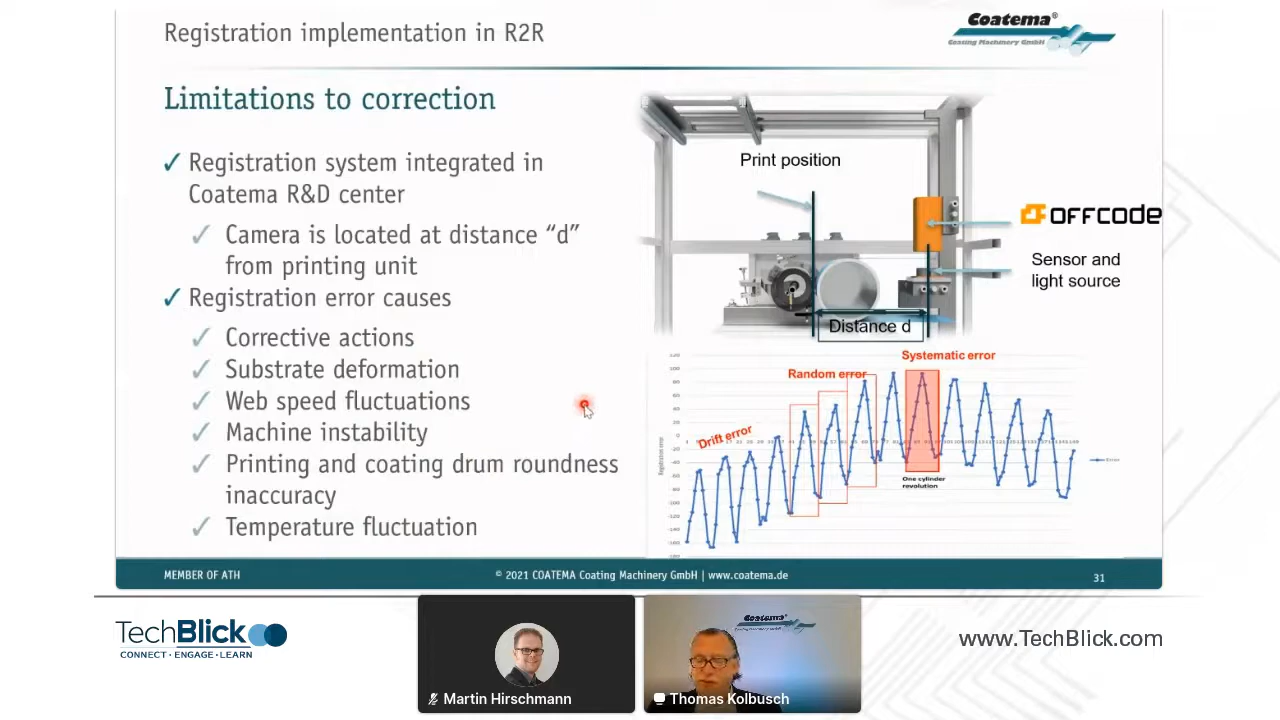 Registration implementation in R2R
Coatema®
Coating Machinery GmbH
Limitations to correction
✓ Registration system integrated in
Coatema R&D center
✓ Camera is located at distance "d"
from printing unit
✓ Registration error causes
✓ Corrective actions
✓ Substrate deformation
✓ Web speed fluctuations
✓ Machine instability
✓ Printing and coating drum roundness
inaccuracy
✓ Temperature fluctuation
Print position
OFFCODE
Sensor and
light source
Distance d
Systematic error
Random error
Drift error
One cylinder
revolution
Registration error
Error
MEMBER OF ATH
© 2021 COATEMA Coating Machinery GmbH | www.coatema.de
31
TechBlick
CONNECT · ENGAGE · LEARN
Coatema®
Martin Hirschmann
Thomas Kolbusch
www.TechBlick.com